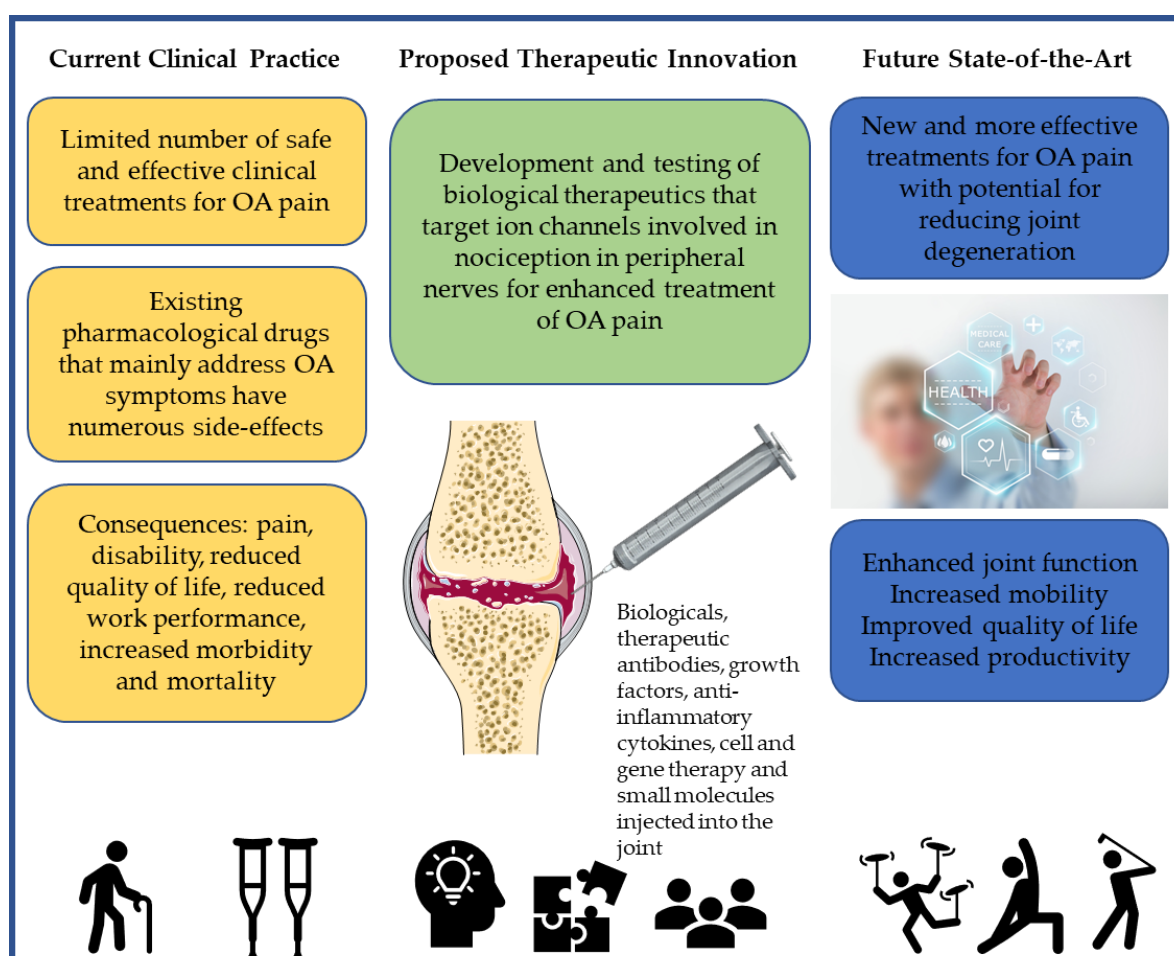 Current Clinical Practice
Limited number of safe
and effective clinical
treatments for OA pain
Existing
pharmacological drugs
that mainly address OA
symptoms have
numerous side-effects
Consequences: pain,
disability, reduced
quality of life, reduced
work performance,
increased morbidity
and mortality
Proposed Therapeutic Innovation
Development and testing of
biological therapeutics that
target ion channels involved in
nociception in peripheral
nerves for enhanced treatment
of OA pain
Biologicals,
therapeutic
antibodies, growth
factors, anti-
inflammatory
cytokines, cell and
gene therapy and
small molecules
injected into the
joint
Future State-of-the-Art
New and more effective
treatments for OA pain
with potential for
reducing joint
degeneration
MEDICAL
CARE
HEALTH
Enhanced joint function
Increased mobility
Improved quality of life
Increased productivity